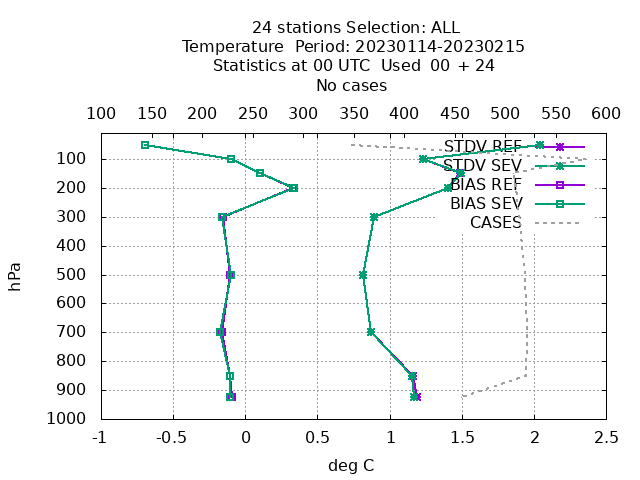 24 stations Selection: ALL
Temperature  Period: 20230114-20230215
Statistics at 00 UTC  Used  00 + 24
No cases
100 150 200 250 300 350 400 450 500 550 600
STDV REF
STDV SEV
BIAS REF
BIAS SEV
CASES
hPa
100
200
300
400
500
600
700
800
900
1000
-1 -0.5 0 0.5 1 1.5 2 2.5
deg C